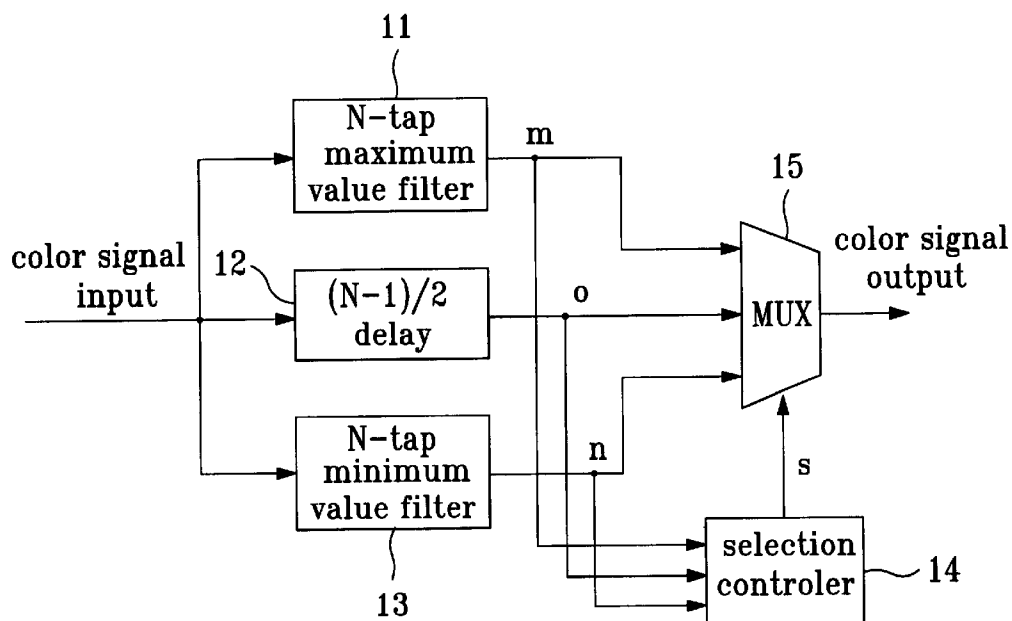 11
N-tap
maximum
value filter
m
15
color signal
input
12
(N-1)/2
delay
o
MUX
color signal
output
N-tap
minimum
value filter
n
s
13
selection
controler
14